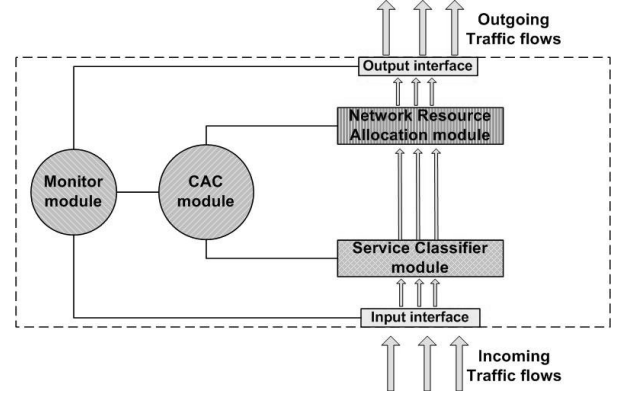 Outgoing
Traffic flows
Output interface
Network Resource
Allocation module
Monitor
module
CAC
module
Service Classifier
module
Input interface
Incoming
Traffic flows